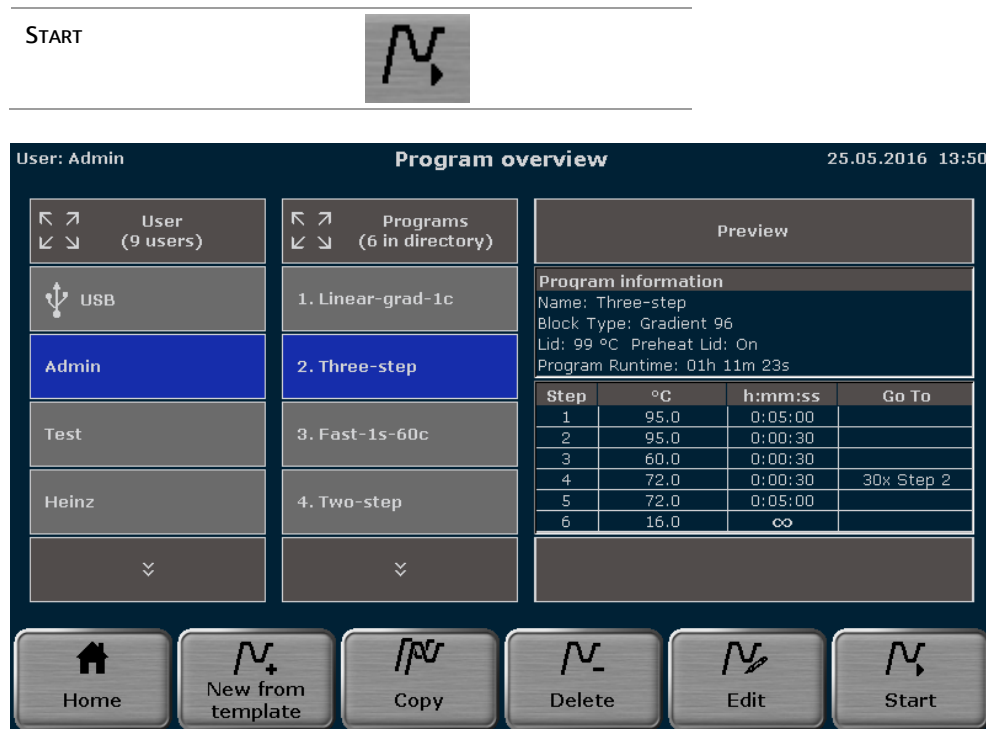 START
User: Admin
Program overview
25.05.2016 13:50
User
(9 users)
USB
Admin
Test
Heinz
Programs
(6 in directory)
1. Linear-grad-1c
2. Three-step
3. Fast-1s-60c
4. Two-step
Preview
Program information
Name: Three-step
Block Type: Gradient 96
Lid: 99 °C Preheat Lid: On
Program Runtime: 01h 11m 23s
Step °C h:mm:ss Go To
1 95.0 0:05:00
2 95.0 0:00:30
3 60.0 0:00:30
4 72.0 0:00:30 30x Step 2
5 72.0 0:05:00
6 16.0 ∞
Home
New from
template
Copy
Delete
Edit
Start